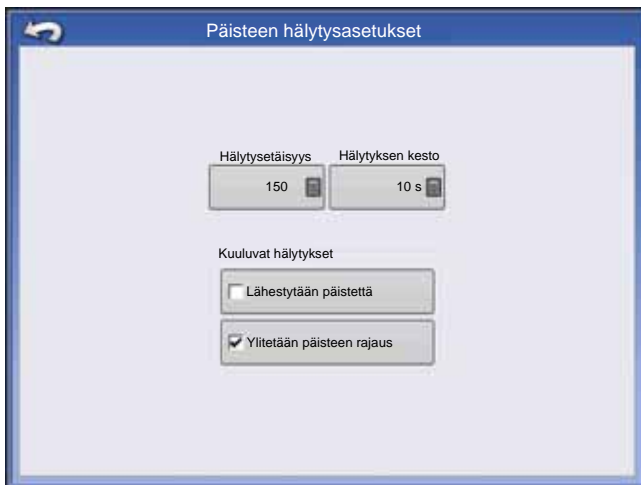 Päisteen hälytysasetukset
Hälytysetäisyys Hälytyksen kesto
150 10 s
Kuuluvat hälytykset
Lähestytään päistettä
Ylitetään päisteen rajaus